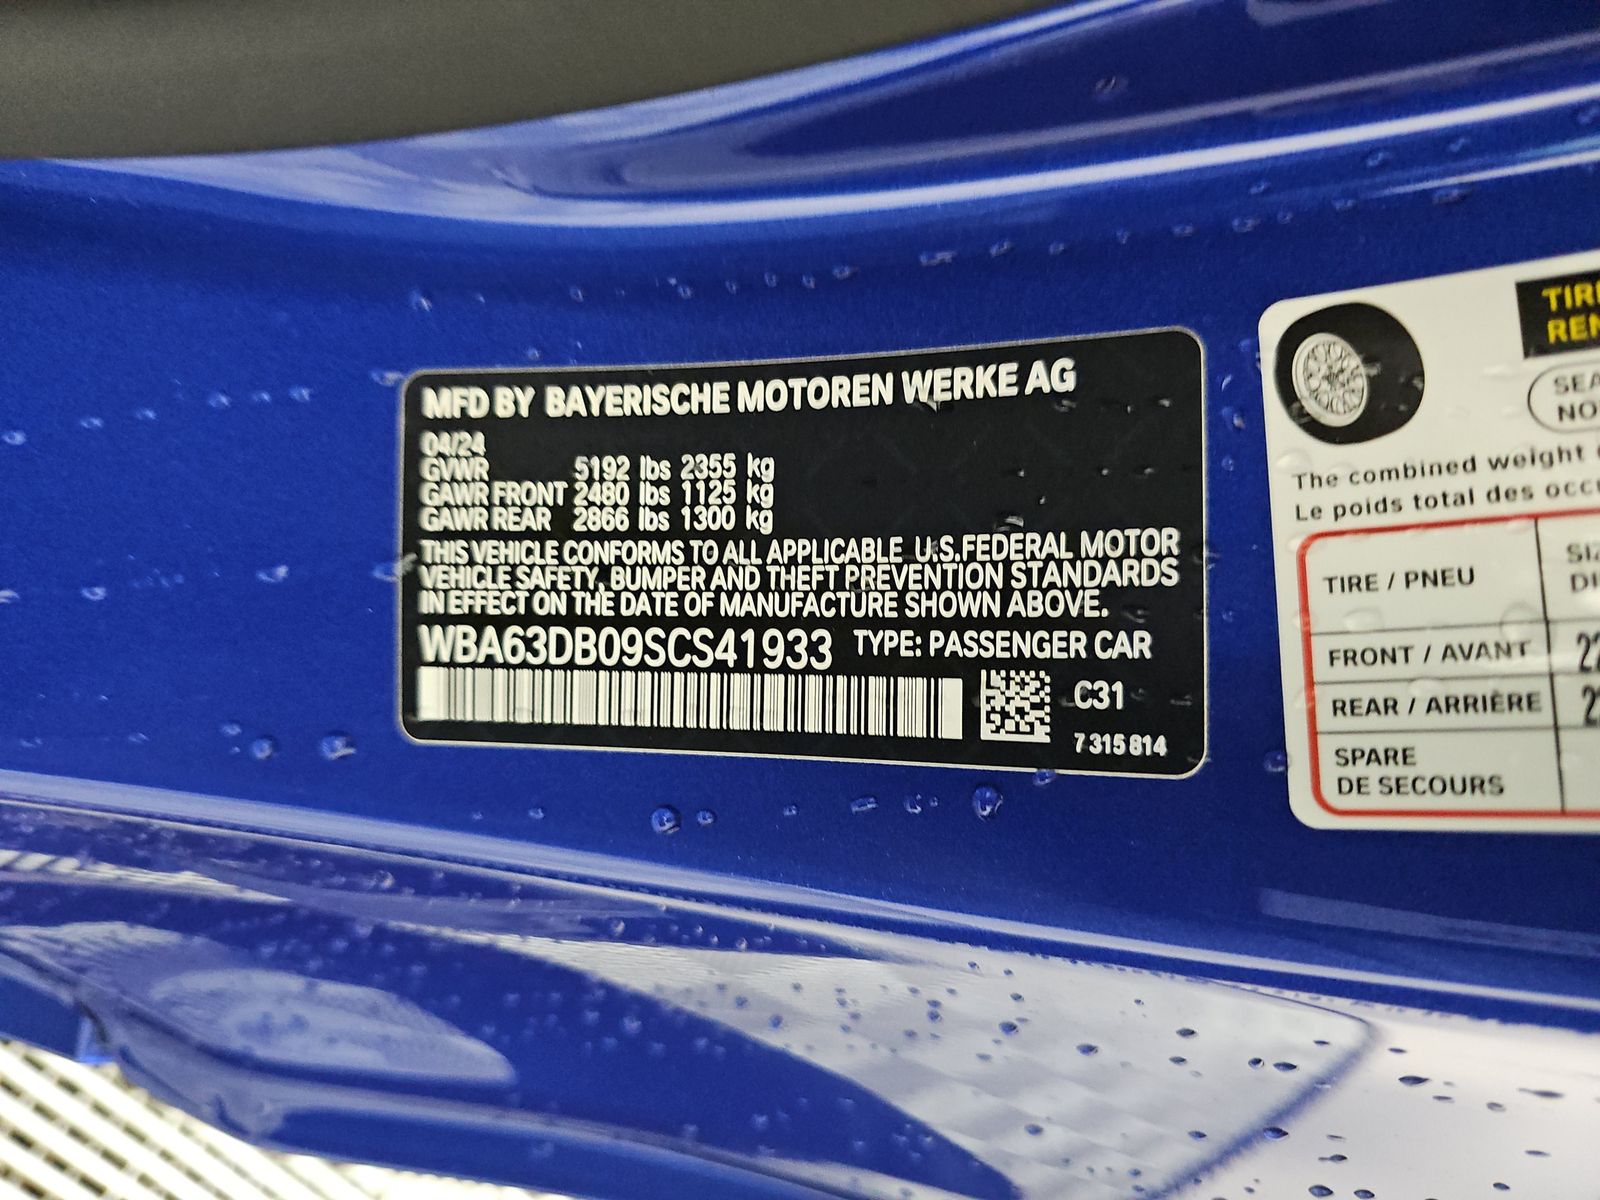 MFD BY BAYERISCHE MOTOREN WERKE AG
04/24
GVWR 5192 lbs 2355 kg
GAWR FRONT 2480 lbs 1125 kg
GAWR REAR 2866 lbs 1300 kg
THIS VEHICLE CONFORMS TO ALL APPLICABLE U.S.FEDERAL MOTOR
VEHICLE SAFETY, BUMPER AND THEFT PREVENTION STANDARDS
IN EFFECT ON THE DATE OF MANUFACTURE SHOWN ABOVE.
WBA63DB09SCS41933 TYPE: PASSENGER CAR
C31
7 315 814
The combined weight
Le poids total des
TIRE / PNEU
FRONT / AVANT
REAR / ARRIÈRE
SPARE
DE SECOURS